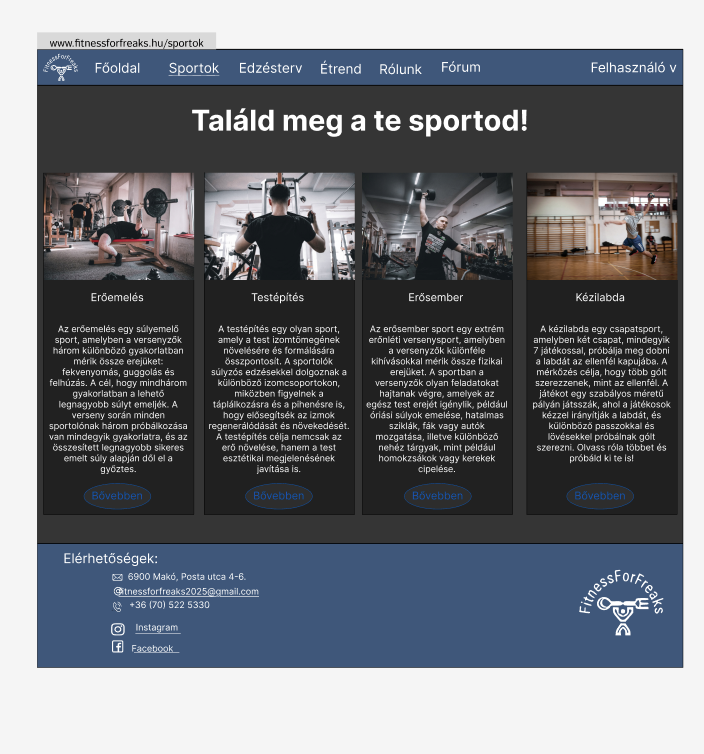 www.fitnessforfreaks.hu/sportok
FitnessForFreaks
Főoldal
Sportok
Edzésterv
Étrend
Rólunk
Fórum
Felhasználó v
Találd meg a te sportod!
Erőemelés
Az erőemelés egy súlyemelő
sport, amelyben a versenyzők
három különböző gyakorlatban
mérik össze erejüket:
fekvenyomás, guggolás és
felhúzás. A cél, hogy mindhárom
gyakorlatban a lehető
legnagyobb súlyt emeljék. A
verseny során minden
sportolónak három próbálkozása
van mindegyik gyakorlatra, és az
összesített legnagyobb sikeres
emelt súly alapján dől el a
győztes.
Bővebben
Testépítés
A testépítés egy olyan sport,
amely a test izomtömegének
növelésére és formálására
összpontosít. A sportolók
súlyzós edzésekkel dolgoznak a
különböző izomcsoportokon,
miközben figyelnek a
táplálkozásra és a pihenésre is,
hogy elősegítsék az izmok
regenerálódását és növekedését.
A testépítés célja nemcsak az
erő növelése, hanem a test
esztétikai megjelenésének
javítása is.
Bővebben
Erősember
Az erősember sport egy extrém
erőnléti versenysport, amelyben
a versenyzők különféle
kihívásokkal mérik össze fizikai
erejüket. A sportban a
versenyzők olyan feladatokat
hajtanak végre, amelyek az
egész test erejét igénylik, például
óriási súlyok emelése, hatalmas
sziklák, fák vagy autók
mozgatása, illetve különböző
nehéz tárgyak, mint például
homokzsákok vagy kerekek
cipelése.
Bővebben
Kézilabda
A kézilabda egy csapatsport,
amelyben két csapat, mindegyik
7 játékossal, próbálja meg dobni
a labdát az ellenfél kapujába. A
mérkőzés célja, hogy több gólt
szerezzenek, mint az ellenfél. A
játékot egy szabályos méretű
pályán játsszák, ahol a játékosok
kézzel irányítják a labdát, és
különböző passzokkal és
lövésekkel próbálnak gólt
szerezni. Olvass róla többet és
próbáld ki te is!
Bővebben
Elérhetőségek:
6900 Makó, Posta utca 4-6.
fitnessforfreaks2025@gmail.com
+36 (70) 522 5330
Instagram
Facebook
FitnessForFreaks